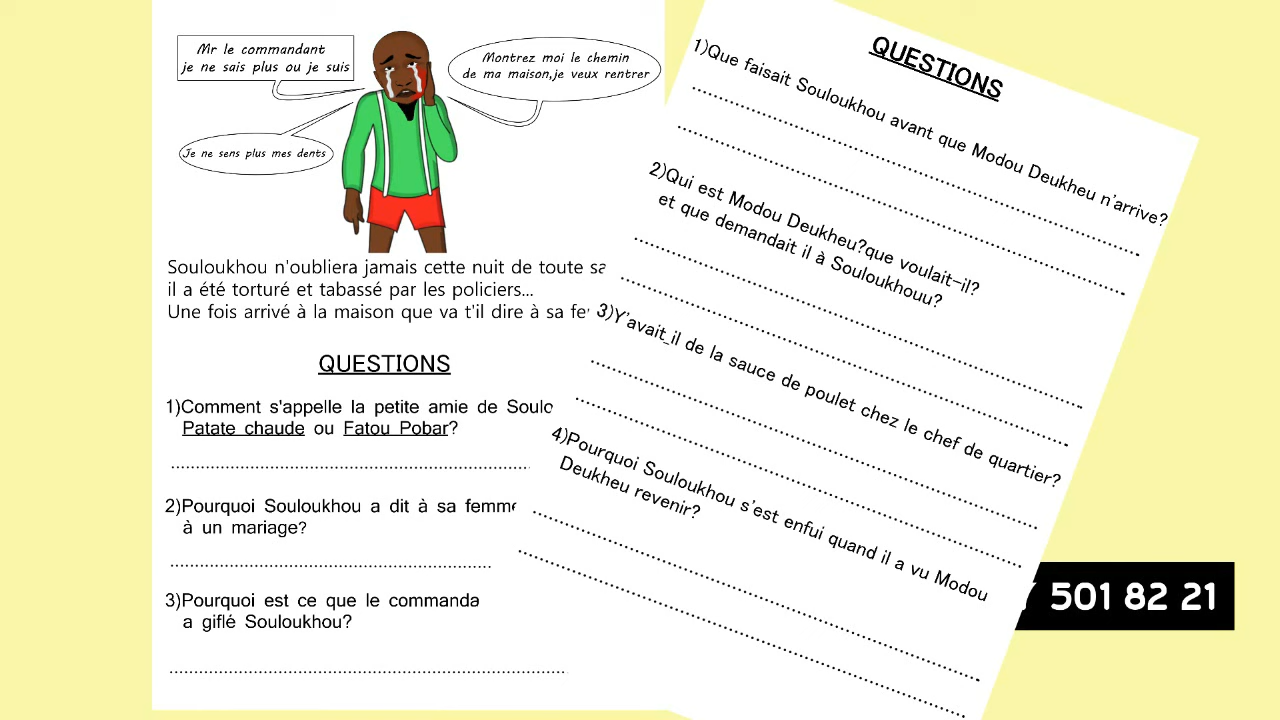 Mr le commandant
je ne sais plus ou je suis
Montrez moi le chemin
de ma maison,je veux rentrer
Je ne sens plus mes dents
Souloukhou n'oubliera jamais cette nuit de toute sa
il a été torturé et tabassé par les policiers...
Une fois arrivé à la maison que va t'il dire à sa
QUESTIONS
1)Comment s'appelle la petite amie de
Patate chaude ou Fatou Pobar?
2)Pourquoi Souloukhou a dit à sa femme
à un mariage?
3)Pourquoi est ce que le
a giflé Souloukhou?
QUESTIONS
1)Que faisait Souloukhou avant que Modou Deukheu n'arrive?
2)Qui est Modou Deukheu?que voulait-il?
et que demandait il à Souloukhouu?
3)Y'avait_il de la sauce de poulet chez le chef de quartier?
4)Pourquoi Souloukhou s'est enfui quand il a vu Modou
Deukheu revenir?
501 82 21